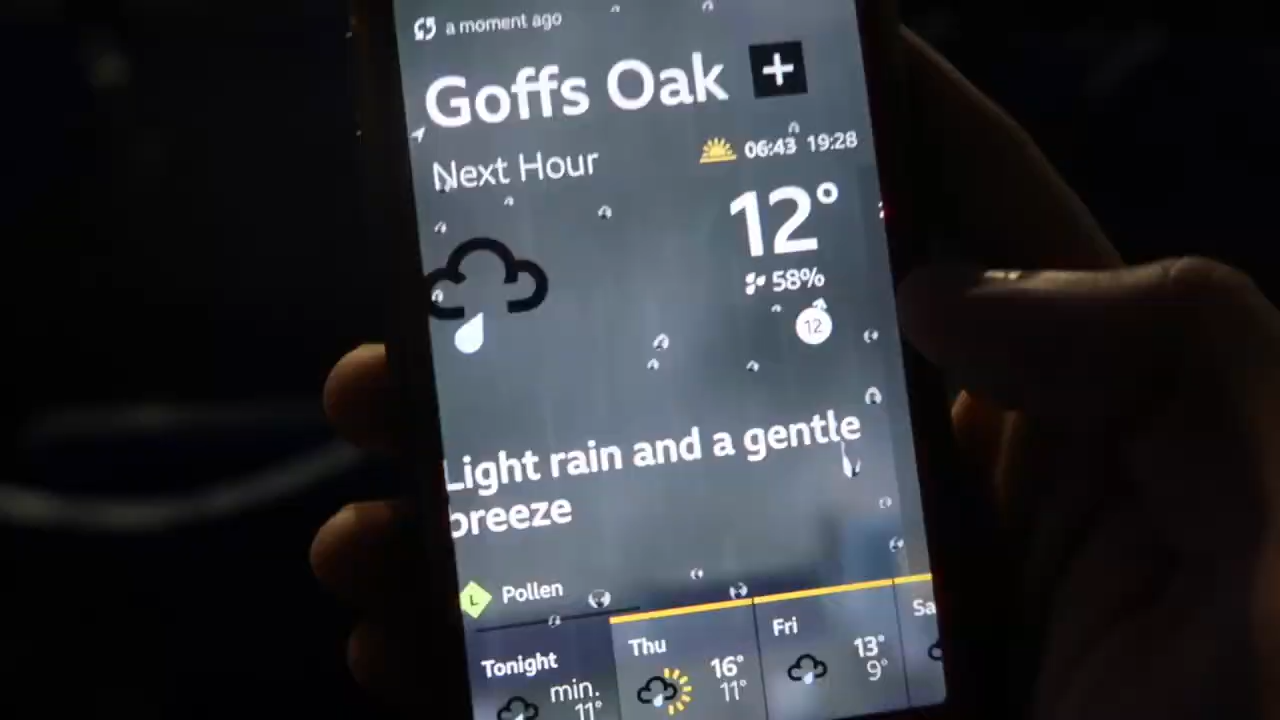 a moment ago
Goffs Oak +
06:43 19:28
Next Hour
12°
58%
12
Light rain and a gentle
breeze
L Pollen
Tonight
min.
11°
Thu
16°
11°
Fri
13°
9°
Sa